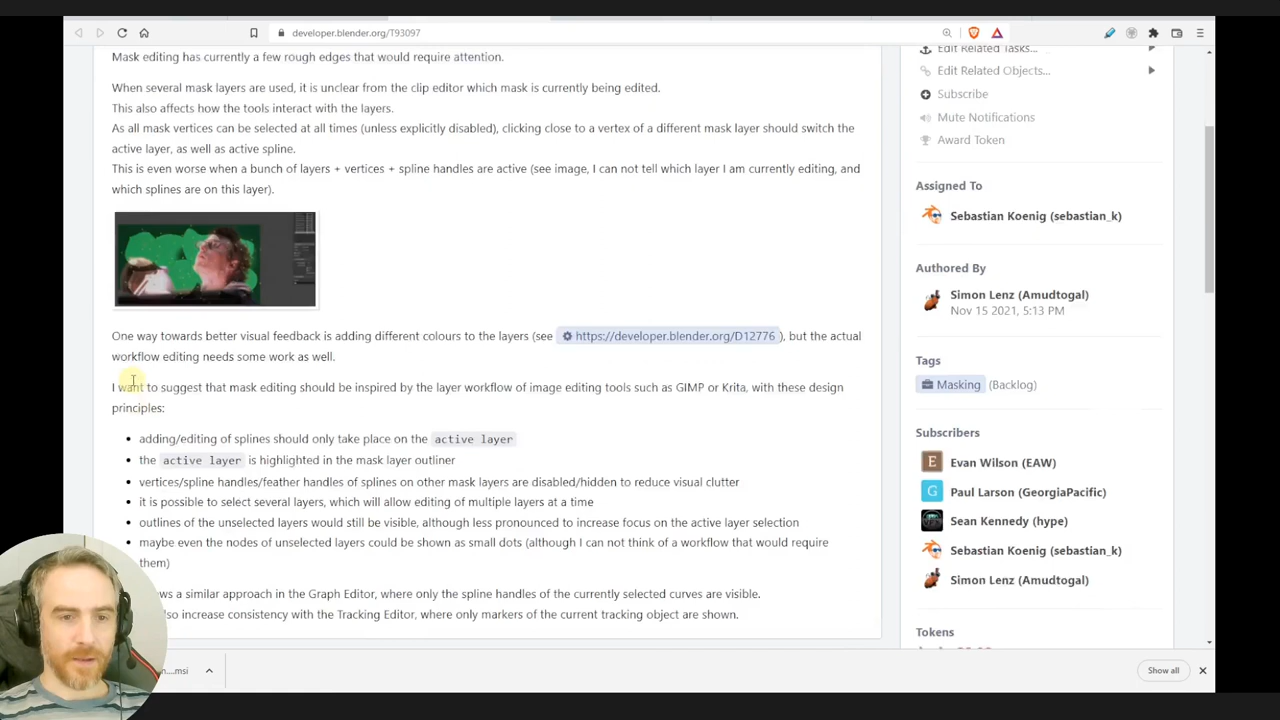 developer.blender.org/T93097
Mask editing has currently a few rough edges that would require attention.
When several mask layers are used, it is unclear from the clip editor which mask is currently being edited.
This also affects how the tools interact with the layers.
As all mask vertices can be selected at all times (unless explicitly disabled), clicking close to a vertex of a different mask layer should switch the
active layer, as well as active spline.
This is even worse when a bunch of layers + vertices + spline handles are active (see image, I can not tell which layer I am currently editing, and
which splines are on this layer).
One way towards better visual feedback is adding different colours to the layers (see https://developer.blender.org/D12776 ), but the actual
workflow editing needs some work as well.
I want to suggest that mask editing should be inspired by the layer workflow of image editing tools such as GIMP or Krita, with these design
principles:
• adding/editing of splines should only take place on the active layer
• the active layer is highlighted in the mask layer outliner
• vertices/spline handles/feather handles of splines on other mask layers are disabled/hidden to reduce visual clutter
• it is possible to select several layers, which will allow editing of multiple layers at a time
• outlines of the unselected layers would still be visible, although less pronounced to increase focus on the active layer selection
• maybe even the nodes of unselected layers could be shown as small dots (although I can not think of a workflow that would require
them)
a similar approach in the Graph Editor, where only the spline handles of the currently selected curves are visible.
increase consistency with the Tracking Editor, where only markers of the current tracking object are shown.
Edit Related Tasks...
Edit Related Objects...
Subscribe
Mute Notifications
Award Token
Assigned To
Sebastian Koenig (sebastian_k)
Authored By
Simon Lenz (Amudtogal)
Nov 15 2021, 5:13 PM
Tags
Masking (Backlog)
Subscribers
E Evan Wilson (EAW)
G Paul Larson (GeorgiaPacific)
Sean Kennedy (hype)
Sebastian Koenig (sebastian_k)
Simon Lenz (Amudtogal)
Tokens
....msi
Show all